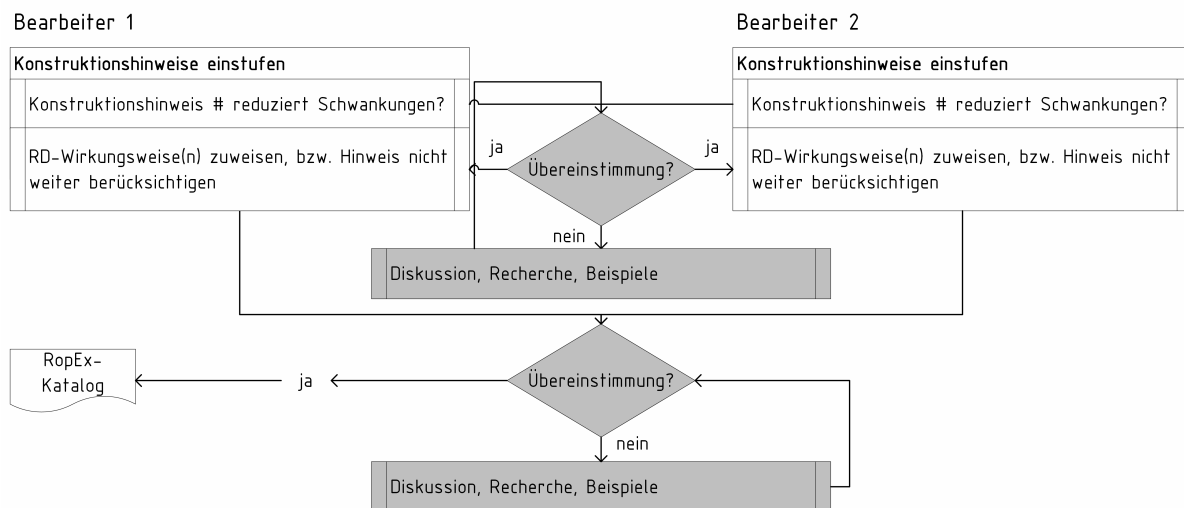 Bearbeiter 1
Konstruktionshinweise einstufen
Konstruktionshinweis # reduziert Schwankungen?
RD-Wirkungsweise(n) zuweisen, bzw. Hinweis nicht
weiter berücksichtigen
Bearbeiter 2
Konstruktionshinweise einstufen
Konstruktionshinweis # reduziert Schwankungen?
RD-Wirkungsweise(n) zuweisen, bzw. Hinweis nicht
weiter berücksichtigen
ja
Übereinstimmung?
ja
nein
Diskussion, Recherche, Beispiele
RopEx-
Katalog
ja
Übereinstimmung?
nein
Diskussion, Recherche, Beispiele